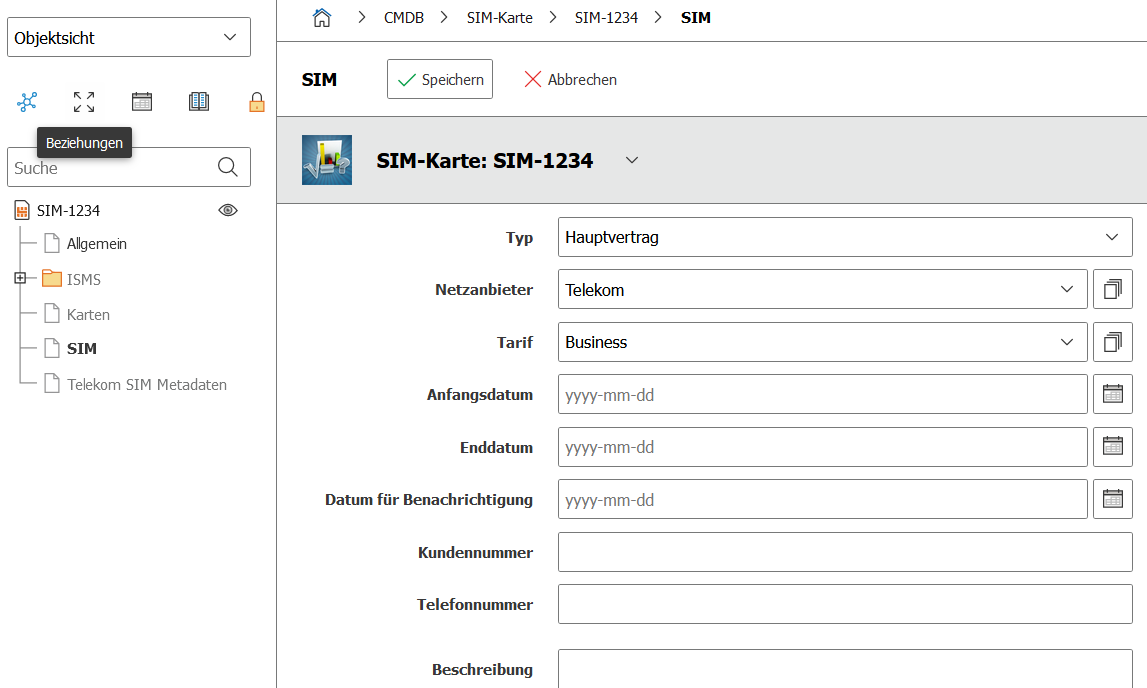 Objektsicht
Beziehungen
Suche
SIM-1234
Allgemein
ISMS
Karten
SIM
Telekom SIM Metadaten
CMDB SIM-Karte SIM-1234 SIM
SIM Speichern Abbrechen
SIM-Karte: SIM-1234
Typ Hauptvertrag
Netzanbieter Telekom
Tarif Business
Anfangsdatum yyyy-mm-dd
Enddatum yyyy-mm-dd
Datum für Benachrichtigung yyyy-mm-dd
Kundennummer
Telefonnummer
Beschreibung